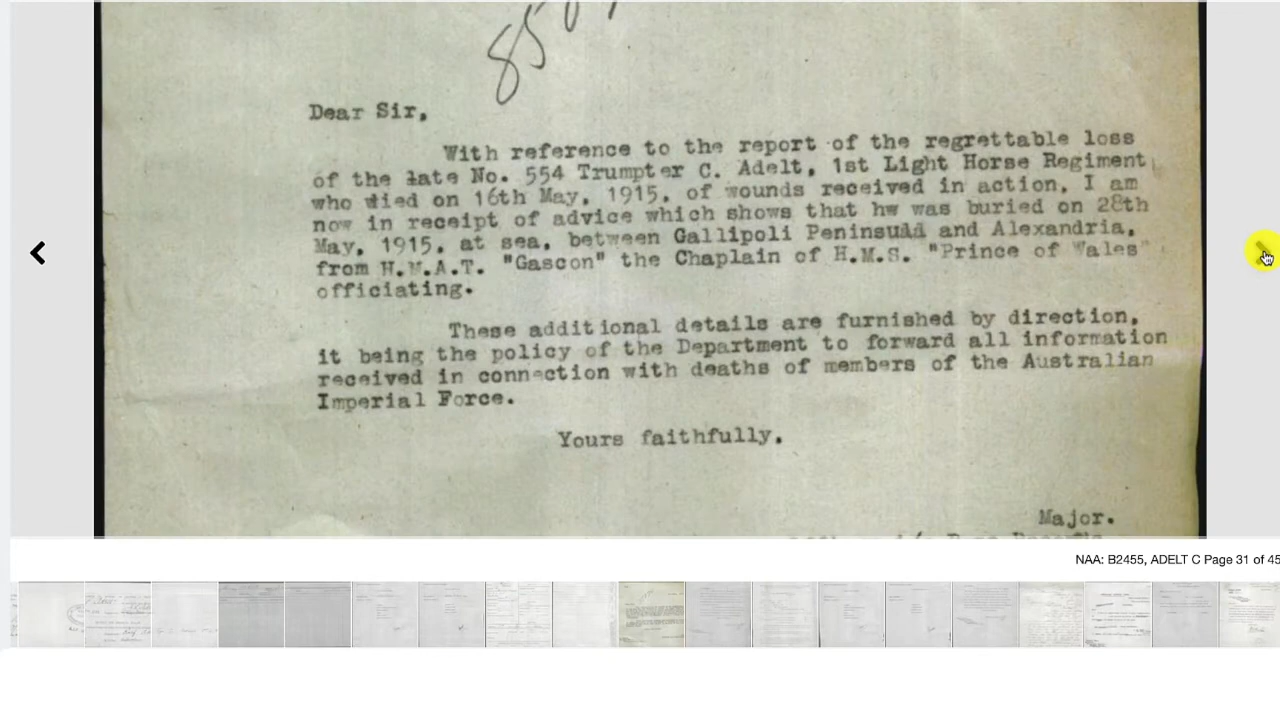 Dear Sir,
With reference to the report of the regrettable loss
of the late No. 554 Trumpter C. Adelt, 1st Light Horse Regiment
who died on 16th May, 1915, of wounds received in action, I am
now in receipt of advice which shows that hw was buried on 28th
May, 1915, at sea, between Gallipoli Peninsula and Alexandria,
from H.M.A.T. "Gascon" the Chaplain of H.M.S. "Prince of Wales"
officiating.
These additional details are furnished by direction,
it being the policy of the Department to forward all information
received in connection with deaths of members of the Australian
Imperial Force.
Yours faithfully,
Major.
NAA: B2455, ADELT C Page 31 of 45